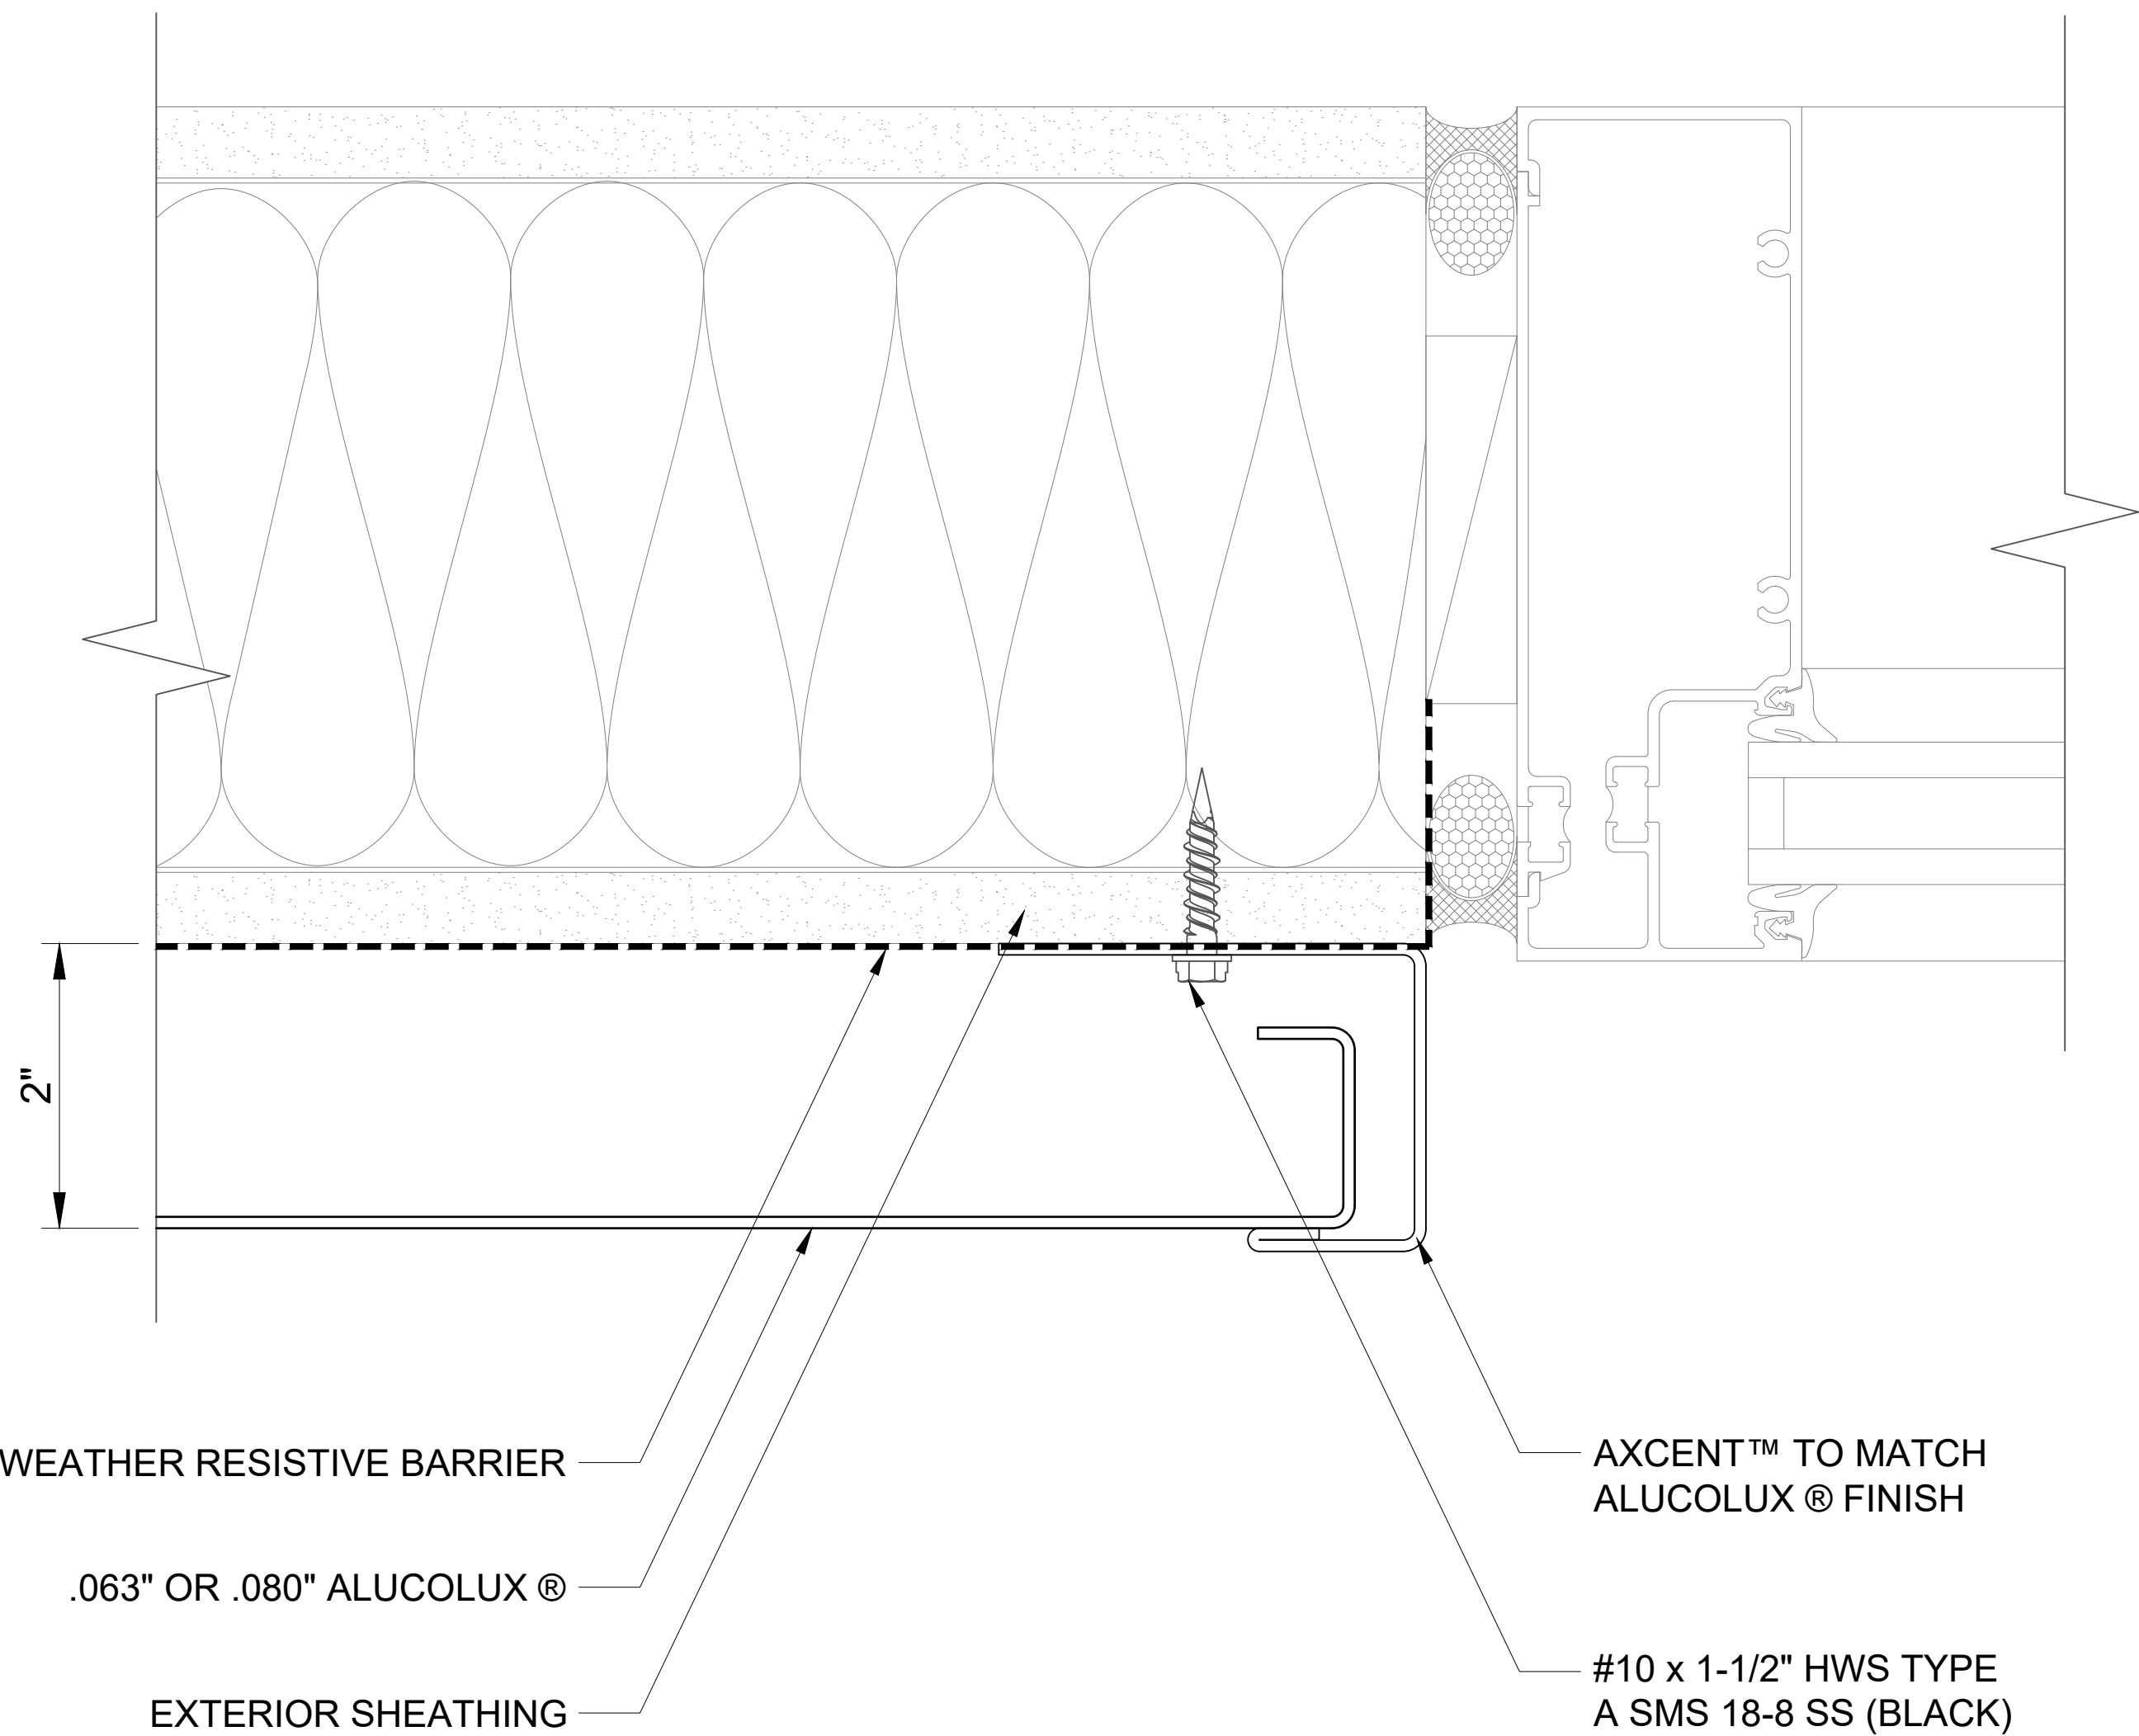 2"
WEATHER RESISTIVE BARRIER
.063" OR .080" ALUCOLUX ®
EXTERIOR SHEATHING
AXCENT™ TO MATCH
ALUCOLUX ® FINISH
#10 x 1-1/2" HWS TYPE
A SMS 18-8 SS (BLACK)